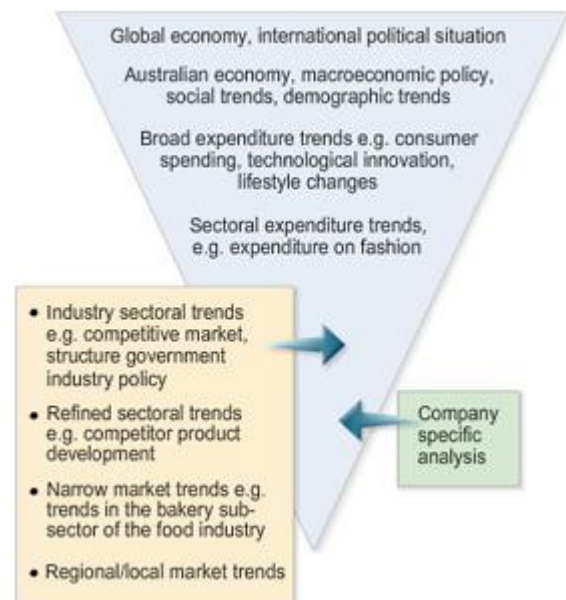 Global economy, international political situation
Australian economy, macroeconomic policy,
social trends, demographic trends
Broad expenditure trends e.g. consumer
spending, technological innovation,
lifestyle changes
Sectoral expenditure trends,
e.g. expenditure on fashion
• Industry sectoral trends
e.g. competitive market,
structure government
industry policy
• Refined sectoral trends
e.g. competitor product
development
• Narrow market trends e.g.
trends in the bakery sub-
sector of the food industry
• Regional/local market trends
Company
specific
analysis